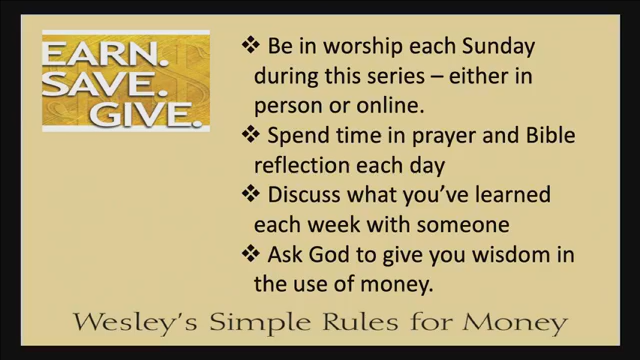 EARN.
SAVE.
GIVE.
❖ Be in worship each Sunday
during this series – either in
person or online.
❖ Spend time in prayer and Bible
reflection each day
❖ Discuss what you've learned
each week with someone
❖ Ask God to give you wisdom in
the use of money.
Wesley's Simple Rules for Money